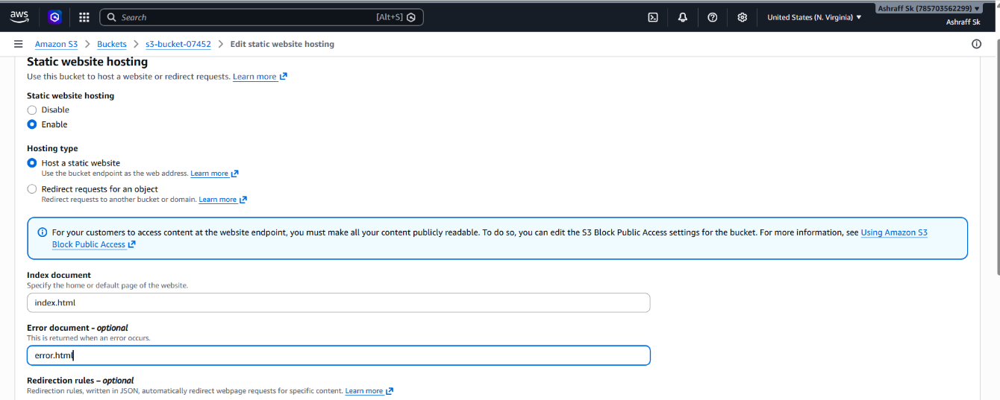 aws
Search
[Alt+S]
United States (N. Virginia) ▼
Ashraff Sk (785703562299) ▼
Ashraff Sk
Amazon S3 > Buckets > s3-bucket-07452 > Edit static website hosting
Static website hosting
Use this bucket to host a website or redirect requests. Learn more
Static website hosting
Disable
Enable
Hosting type
Host a static website
Use the bucket endpoint as the web address. Learn more
Redirect requests for an object
Redirect requests to another bucket or domain. Learn more
For your customers to access content at the website endpoint, you must make all your content publicly readable. To do so, you can edit the S3 Block Public Access settings for the bucket. For more information, see Using Amazon S3
Block Public Access
Index document
Specify the home or default page of the website.
index.html
Error document - optional
This is returned when an error occurs.
error.html
Redirection rules – optional
Redirection rules, written in JSON, automatically redirect webpage requests for specific content. Learn more